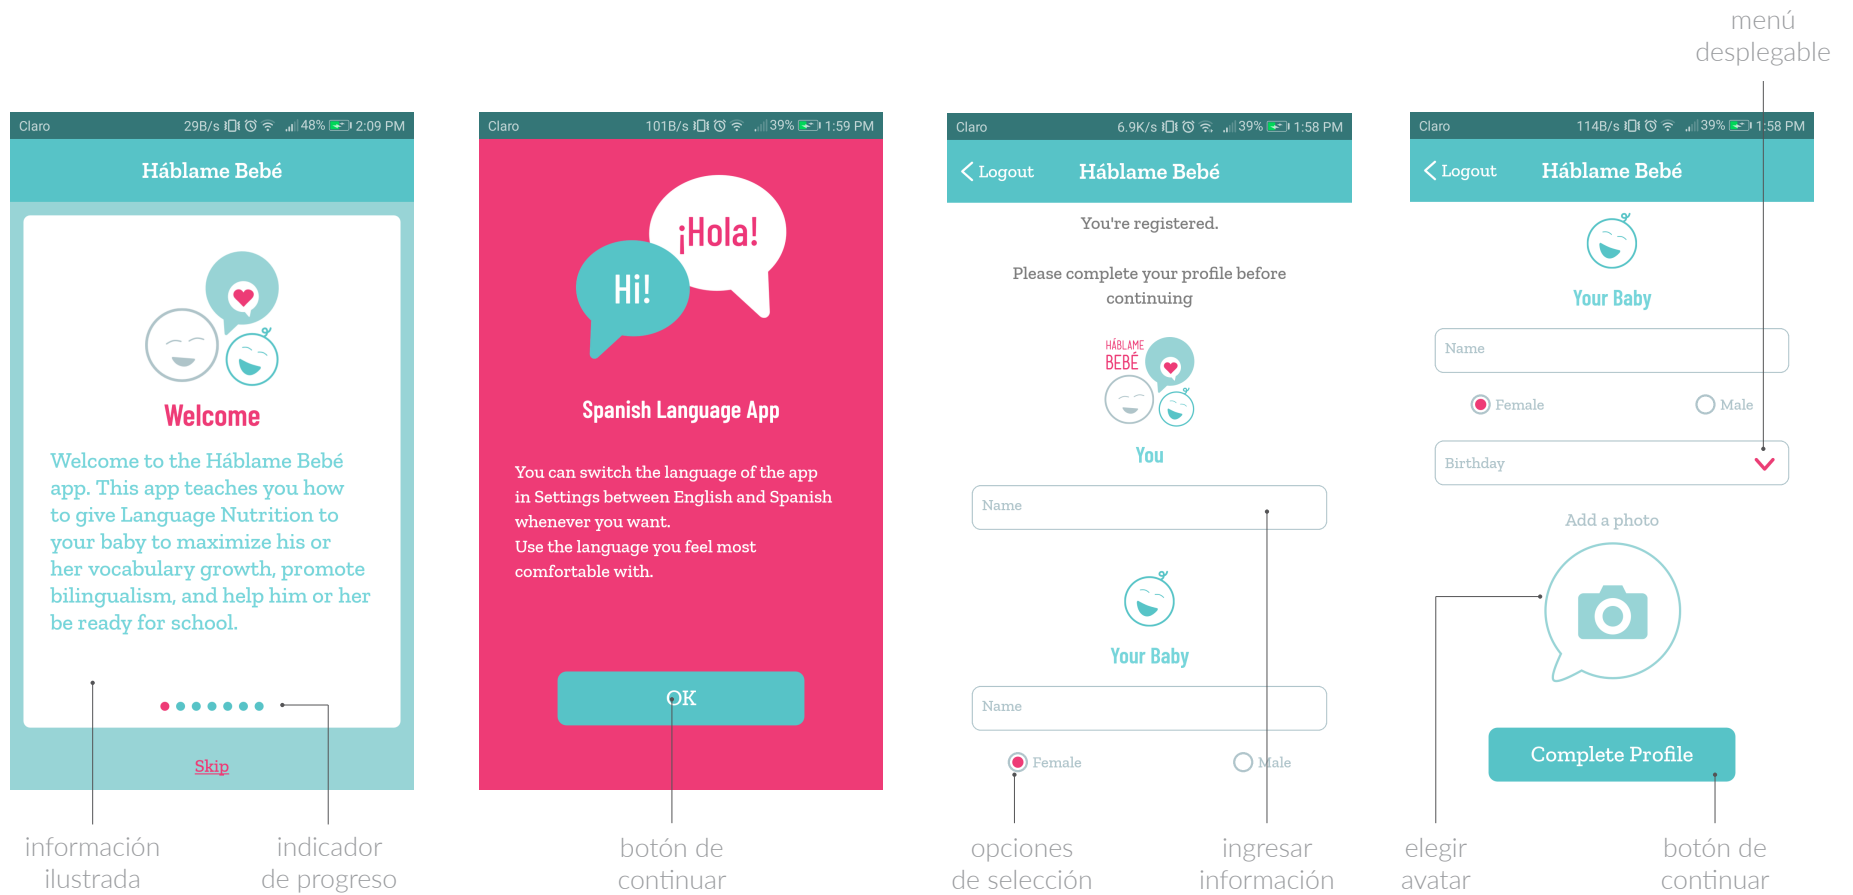 menú
desplegable
Claro
29B/s
48%
2:09 PM
Háblame Bebé
Welcome
Welcome to the Háblame Bebé
app. This app teaches you how
to give Language Nutrition to
your baby to maximize his or
her vocabulary growth, promote
bilingualism, and help him or her
be ready for school.
Skip
información
ilustrada
indicador
de progreso
Claro
101B/s
39%
1:59 PM
¡Hola!
Hi!
Spanish Language App
You can switch the language of the app
in Settings between English and Spanish
whenever you want.
Use the language you feel most
comfortable with.
OK
botón de
continuar
Claro
6.9K/s
39%
1:58 PM
Logout
Háblame Bebé
You're registered.
Please complete your profile before
continuing
HÁBLAME
BEBÉ
You
Name
Your Baby
Name
Female
Male
opciones
de selección
ingresar
información
Claro
114B/s
39%
1:58 PM
Logout
Háblame Bebé
Your Baby
Name
Female
Male
Birthday
Add a photo
Complete Profile
elegir
avatar
botón de
continuar